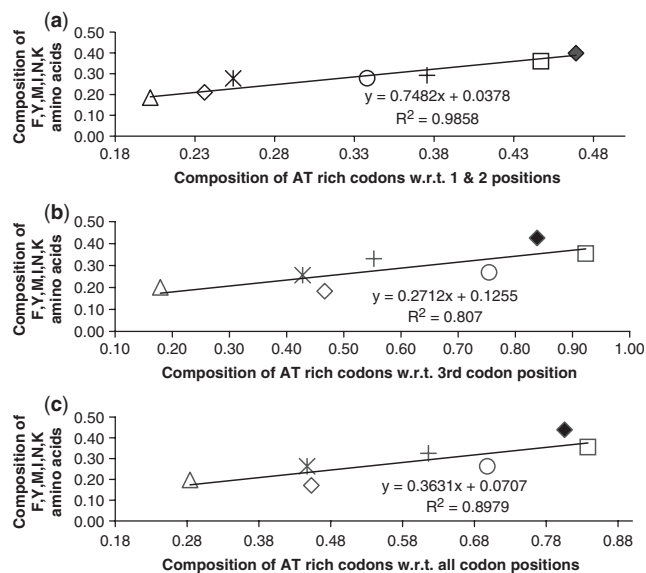 (a)
Composition of
F,Y,M,I,N,K
amino acids
0.50
0.40
0.30
0.20
0.10
0.00
y = 0.7482x + 0.0378
R² = 0.9858
0.18 0.23 0.28 0.33 0.38 0.43 0.48
Composition of AT rich codons w.r.t. 1 & 2 positions
(b)
Composition of
F,Y,M,I,N,K
amino acids
0.50
0.40
0.30
0.20
0.10
0.00
y = 0.2712x + 0.1255
R² = 0.807
0.10 0.20 0.30 0.40 0.50 0.60 0.70 0.80 0.90 1.00
Composition of AT rich codons w.r.t. 3rd codon position
(c)
Composition of
F,Y,M,I,N,K
amino acids
0.50
0.40
0.30
0.20
0.10
0.00
y = 0.3631x + 0.0707
R² = 0.8979
0.18 0.28 0.38 0.48 0.58 0.68 0.78 0.88
Composition of AT rich codons w.r.t. all codon positions